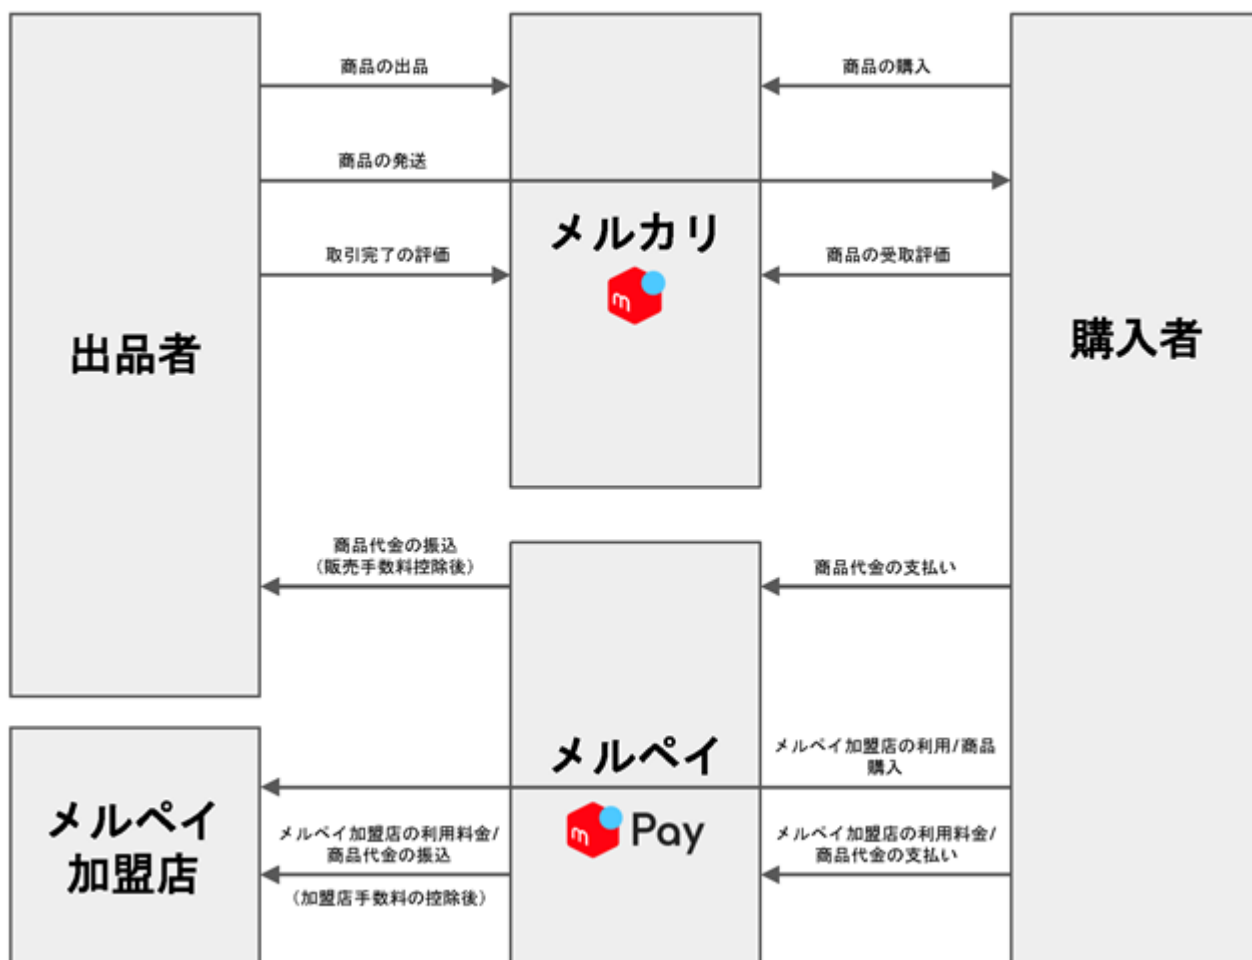 商品の出品
商品の購入
商品の発送
メルカリ
取引完了の評価
商品の受取評価
m
出品者
購入者
商品代金の振込
（販売手数料控除後）
商品代金の支払い
メルペイ
メルペイ加盟店の利用/商品
購入
m Pay
メルペイ
加盟店
メルペイ加盟店の利用料金/
商品代金の振込
（加盟店手数料の控除後）
メルペイ加盟店の利用料金/
商品代金の支払い